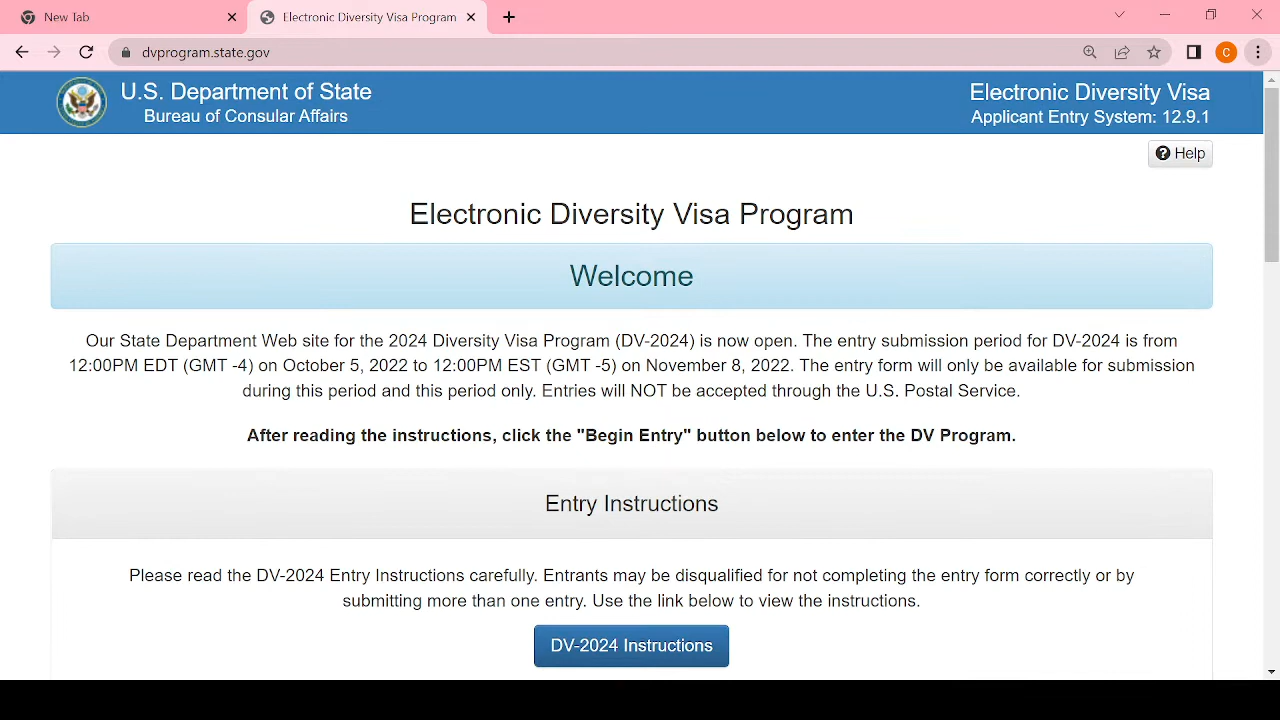 New Tab
Electronic Diversity Visa Program
dvprogram.state.gov
C
U.S. Department of State
Bureau of Consular Affairs
Electronic Diversity Visa
Applicant Entry System: 12.9.1
Help
Electronic Diversity Visa Program
Welcome
Our State Department Web site for the 2024 Diversity Visa Program (DV-2024) is now open. The entry submission period for DV-2024 is from
12:00PM EDT (GMT -4) on October 5, 2022 to 12:00PM EST (GMT -5) on November 8, 2022. The entry form will only be available for submission
during this period and this period only. Entries will NOT be accepted through the U.S. Postal Service.
After reading the instructions, click the "Begin Entry" button below to enter the DV Program.
Entry Instructions
Please read the DV-2024 Entry Instructions carefully. Entrants may be disqualified for not completing the entry form correctly or by
submitting more than one entry. Use the link below to view the instructions.
DV-2024 Instructions